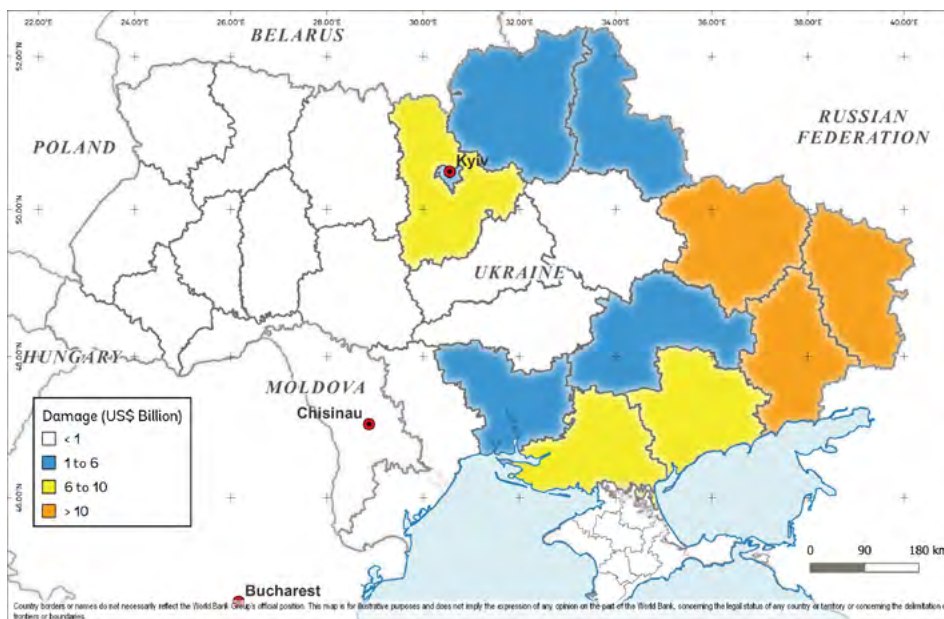 22.00'E 24.00'E 26.00'E 28.00'E 30.00'E 32.00'E 34.00'E 36.00'E 38.00'E 40.00'E
BELARUS
52.00'N
RUSSIAN
FEDERATION
POLAND
Kyiv
50.00'N
UKRAINE
48.00'N
HUNGARY
MOLDOVA
Chisinau
Damage (US$ Billion)
< 1
1 to 6
6 to 10
> 10
46.00'N
0 90 180 km
Bucharest
Country borders or names do not necessarily reflect the World Bank Group's official position. This map is for illustrative purposes and does not imply the expression of any opinion on the part of the World Bank, concerning the legal status of any country or territory or concerning the delimitation of
frontiers or boundaries.